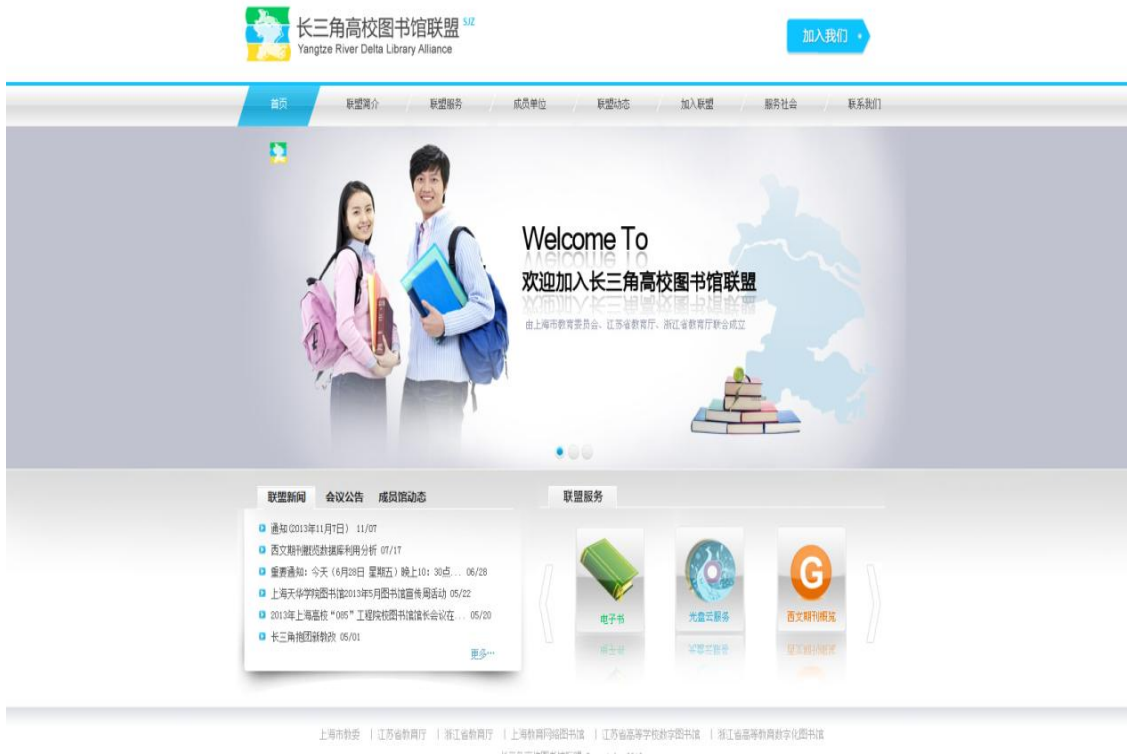 长三角高校图书馆联盟 SJZ
Yangtze River Delta Library Alliance
加入我们
首页 联盟简介 联盟服务 成员单位 联盟动态 加入联盟 服务社会 联系我们
Welcome To
欢迎加入长三角高校图书馆联盟
由上海市教育委员会、江苏省教育厅、浙江省教育厅联合成立
联盟新闻 会议公告 成员馆动态
联盟服务
通知(2013年11月7日) 11/07
西文期刊概览数据库利用分析 07/17
重要通知:今天(6月28日 星期五)晚上10:30点... 06/28
上海天华学院图书馆2013年5月图书馆宣传周活动 05/22
2013年上海高校“085”工程院校图书馆馆长会议在... 05/20
长三角抱团新教改 05/01
更多…
电子书
光盘云服务
G
西文期刊概览
上海市教委 | 江苏省教育厅 | 浙江省教育厅 | 上海教育网络图书馆 | 江苏省高等学校数字图书馆 | 浙江省高等教育数字化图书馆